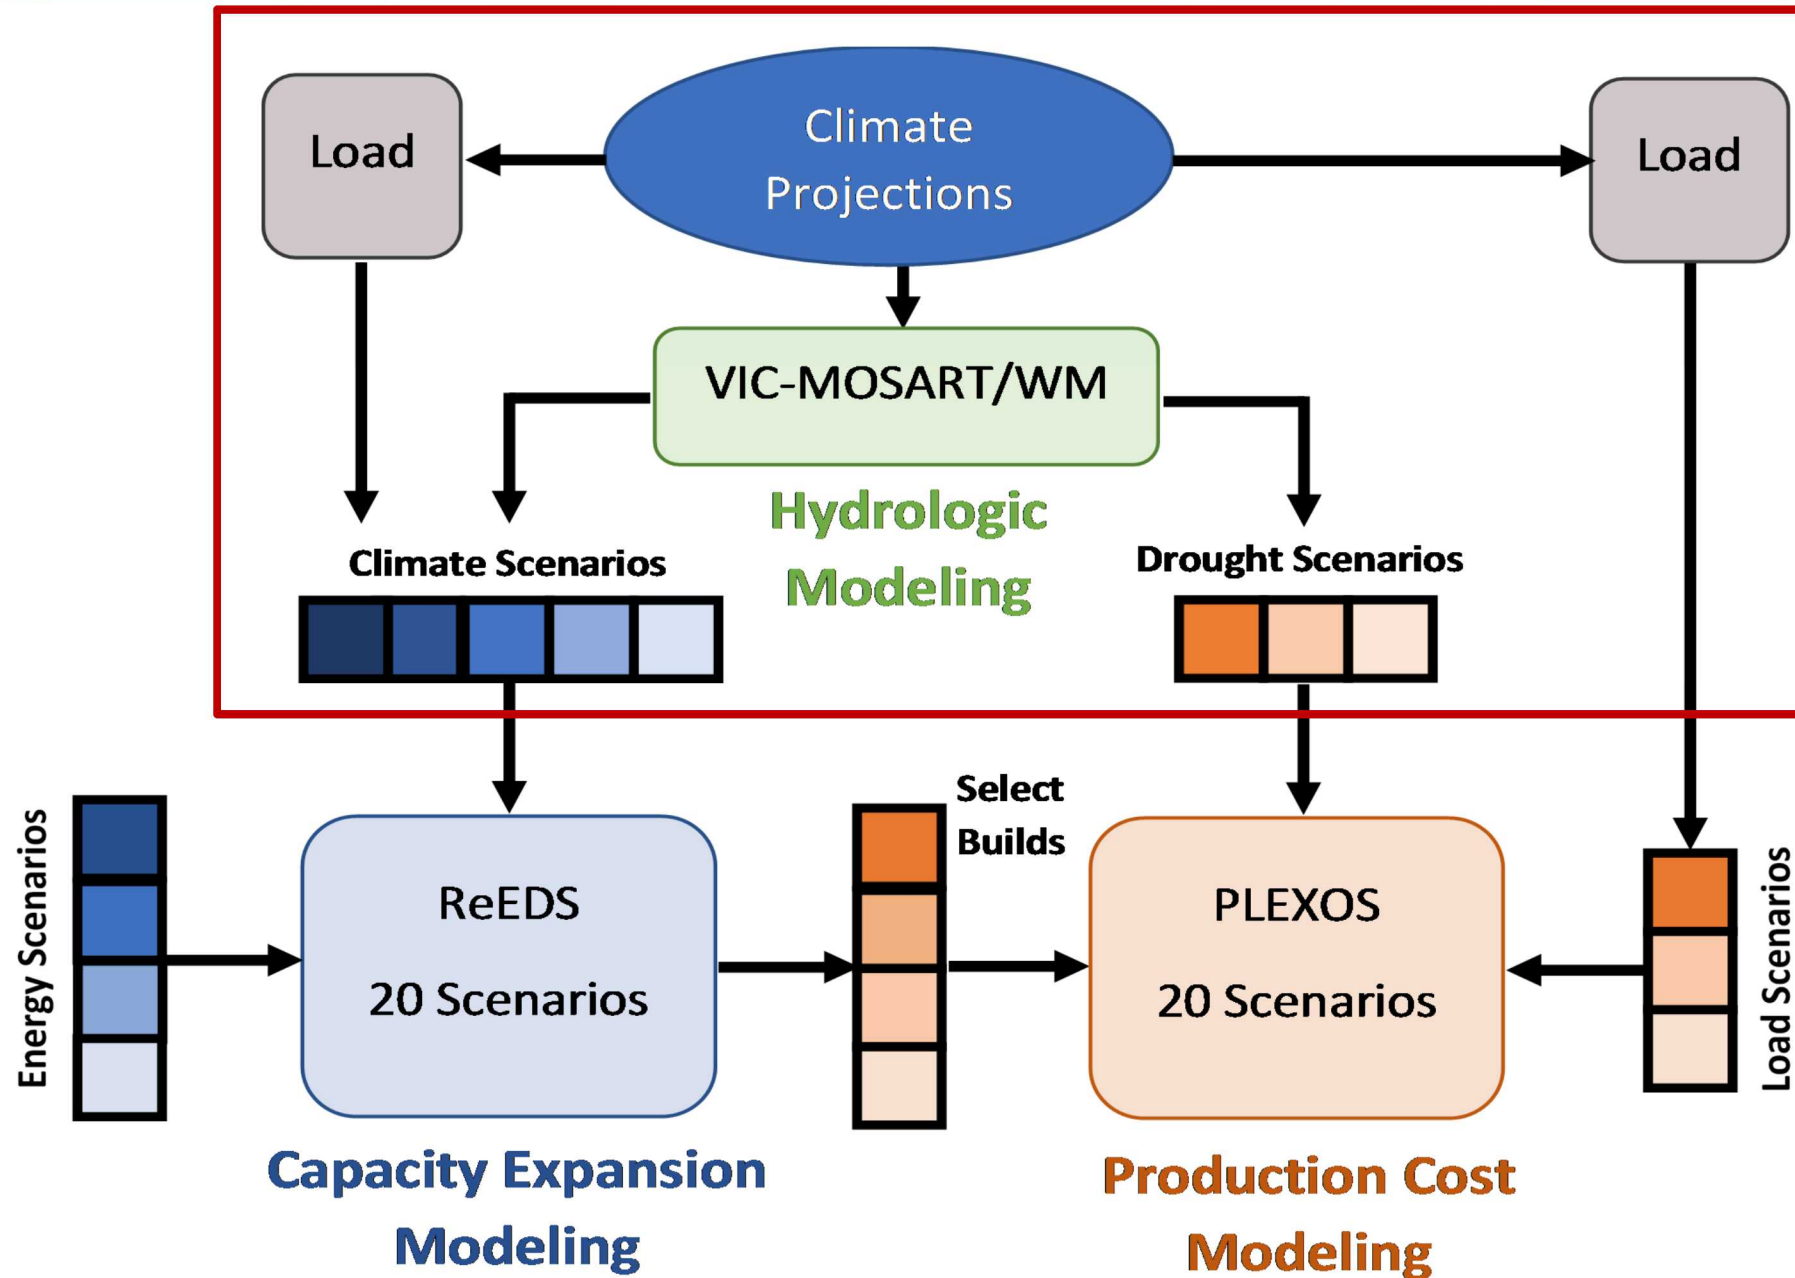 Load
Climate
Projections
Load
VIC-MOSART/WM
Hydrologic
Modeling
Climate Scenarios
Drought Scenarios
Select
Builds
Energy Scenarios
ReEDS
20 Scenarios
PLEXOS
20 Scenarios
Load Scenarios
Capacity Expansion
Modeling
Production Cost
Modeling